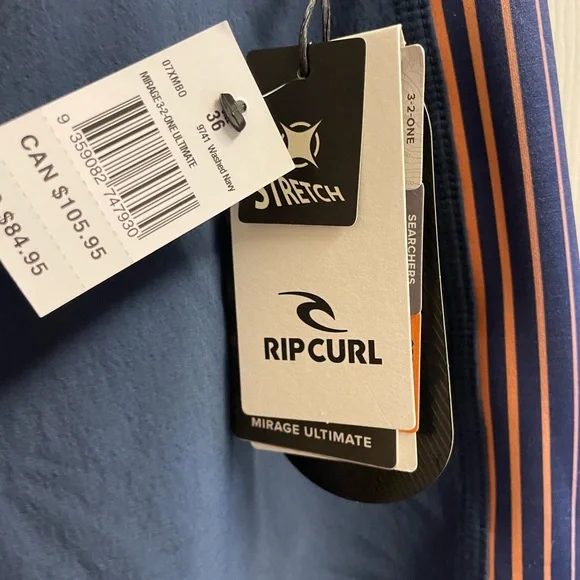 07XMBO
MIRAGE 3-2-ONE ULTIMATE
36
9741 Washed Navy
9 359082 747930
CAN $105.95
$84.95
STRETCH
3-2-ONE
SEARCHERS
RIP CURL
MIRAGE ULTIMATE